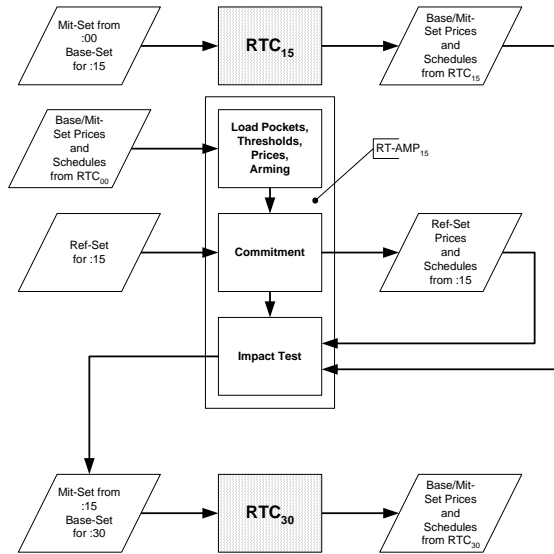 Mit-Set from
:00
Base-Set
for :15
RTC15
Base/Mit-
Set Prices
and
Schedules
from RTC15
Base/Mit-
Set Prices
and
Schedules
from RTC00
Load Pockets,
Thresholds,
Prices,
Arming
RT-AMP15
Ref-Set
for :15
Commitment
Ref-Set
Prices
and
Schedules
from :15
Impact Test
Mit-Set from
:15
Base-Set
for :30
RTC30
Base/Mit-
Set Prices
and
Schedules
from RTC30